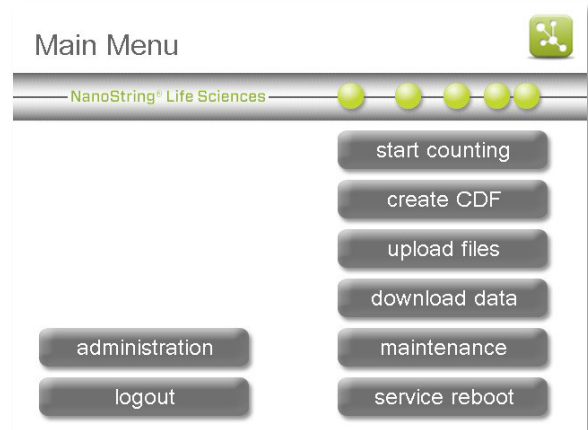 Main Menu
NanoString® Life Sciences
start counting
create CDF
upload files
download data
administration
maintenance
logout
service reboot